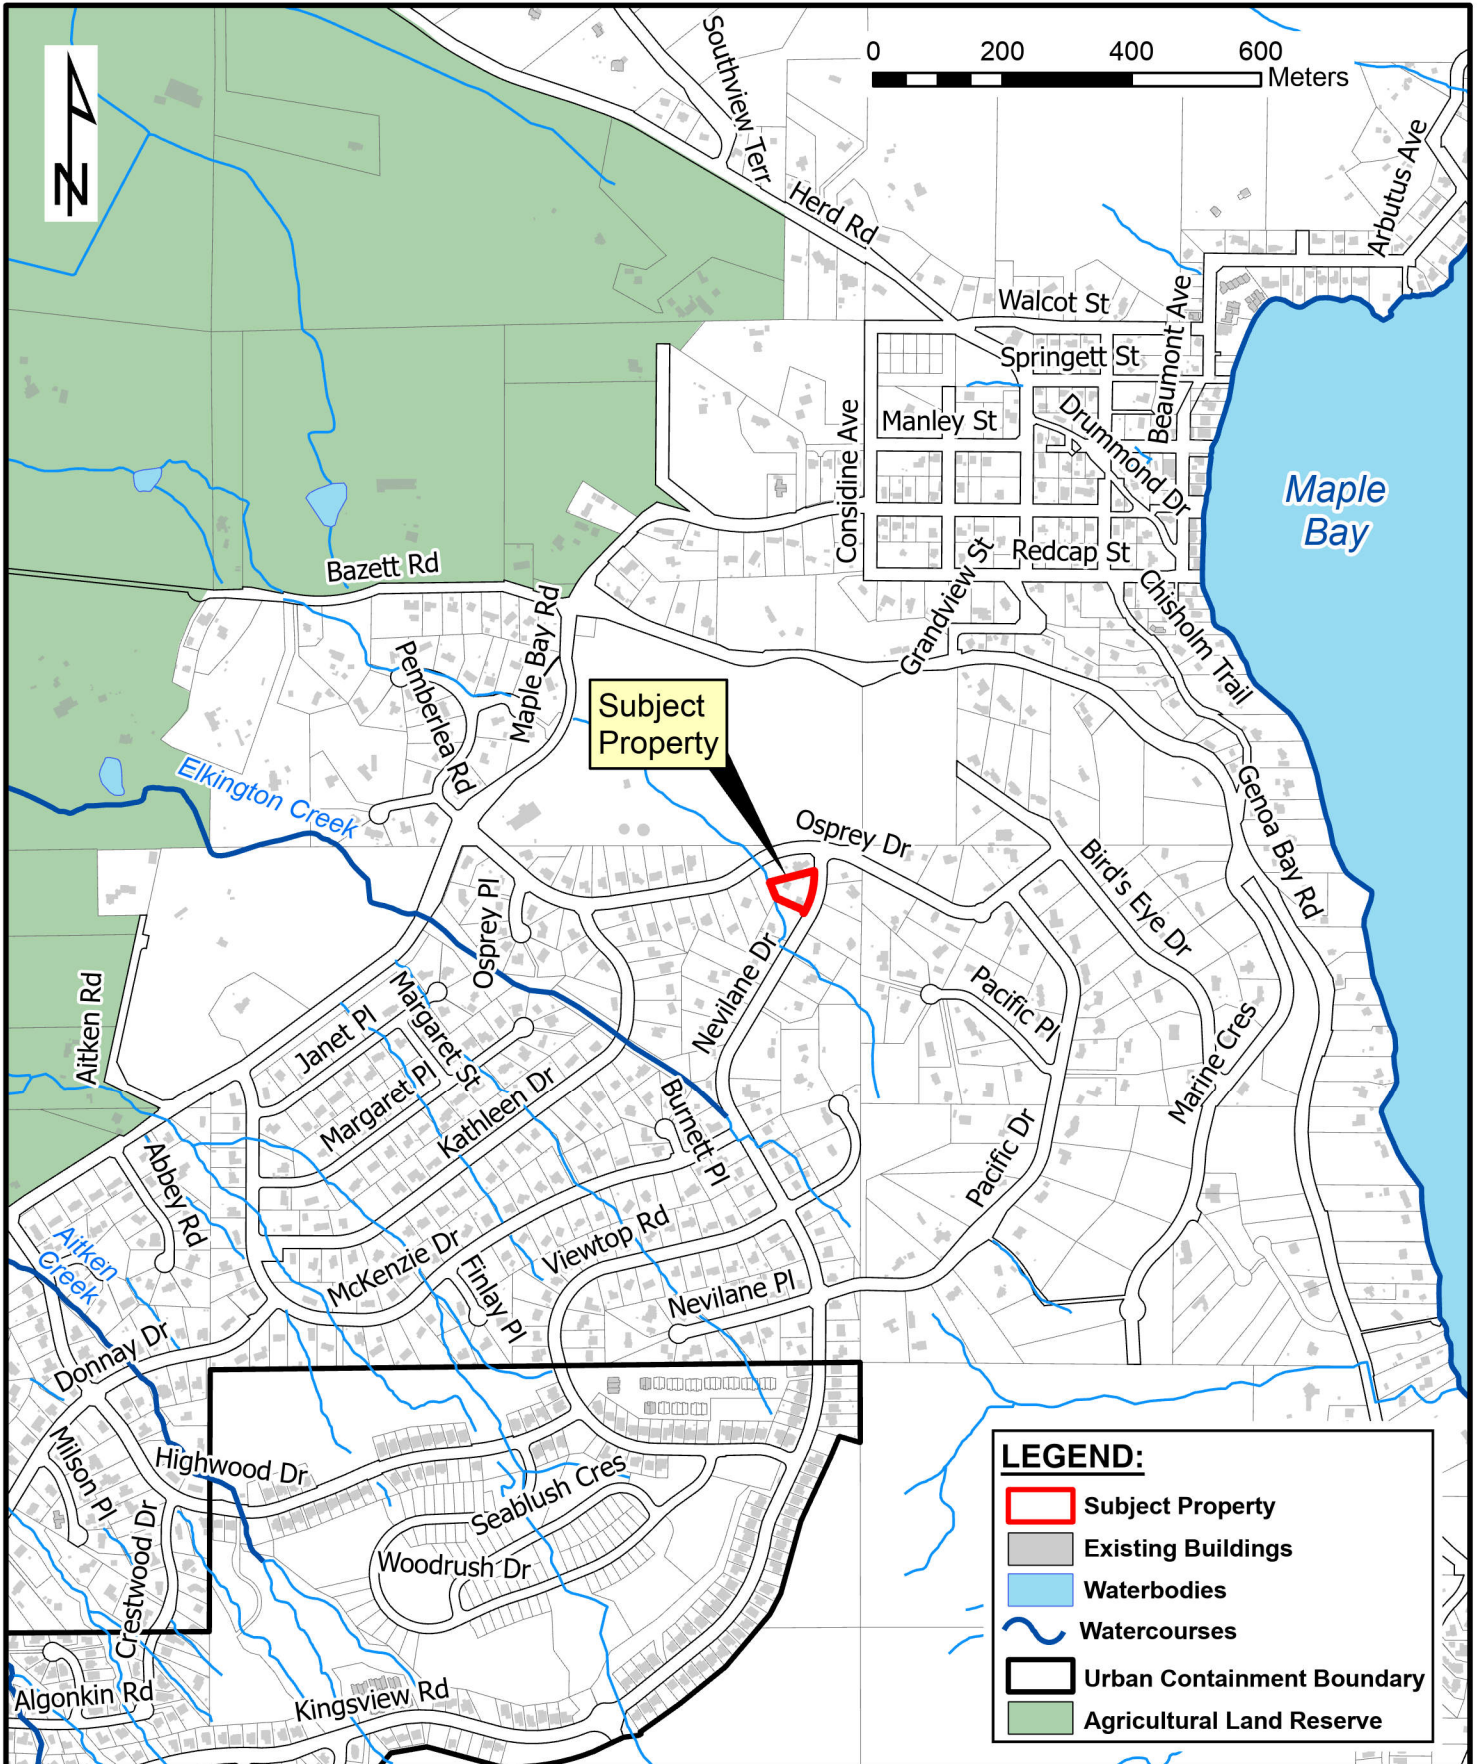 N
0 200 400 600
Meters
Southview Terr
Herd Rd
Arbutus Ave
Walcot St
Springett St
Beaumont Ave
Manley St
Drummond Dr
Considine Ave
Maple
Bay
Redcap St
Grandview St
Chisholm Trail
Bazett Rd
Maple Bay Rd
Pemberlea Rd
Subject
Property
Elkington Creek
Genoa Bay Rd
Osprey Dr
Bird's Eye Dr
Osprey Pl
Nevilane Dr
Pacific Pl
Aitken Rd
Janet Pl
Margaret St
Margaret Pl
Kathleen Dr
Burnett Pl
Marine Cres
Pacific Dr
Abbey Rd
Aitken
Creek
McKenzie Dr
Viewtop Rd
Finlay Pl
Nevilane Pl
Donnay Dr
Milson Pl
Highwood Dr
Seablush Cres
Woodrush Dr
Crestwood Dr
Algonkin Rd
Kingsview Rd
LEGEND:
Subject Property
Existing Buildings
Waterbodies
Watercourses
Urban Containment Boundary
Agricultural Land Reserve